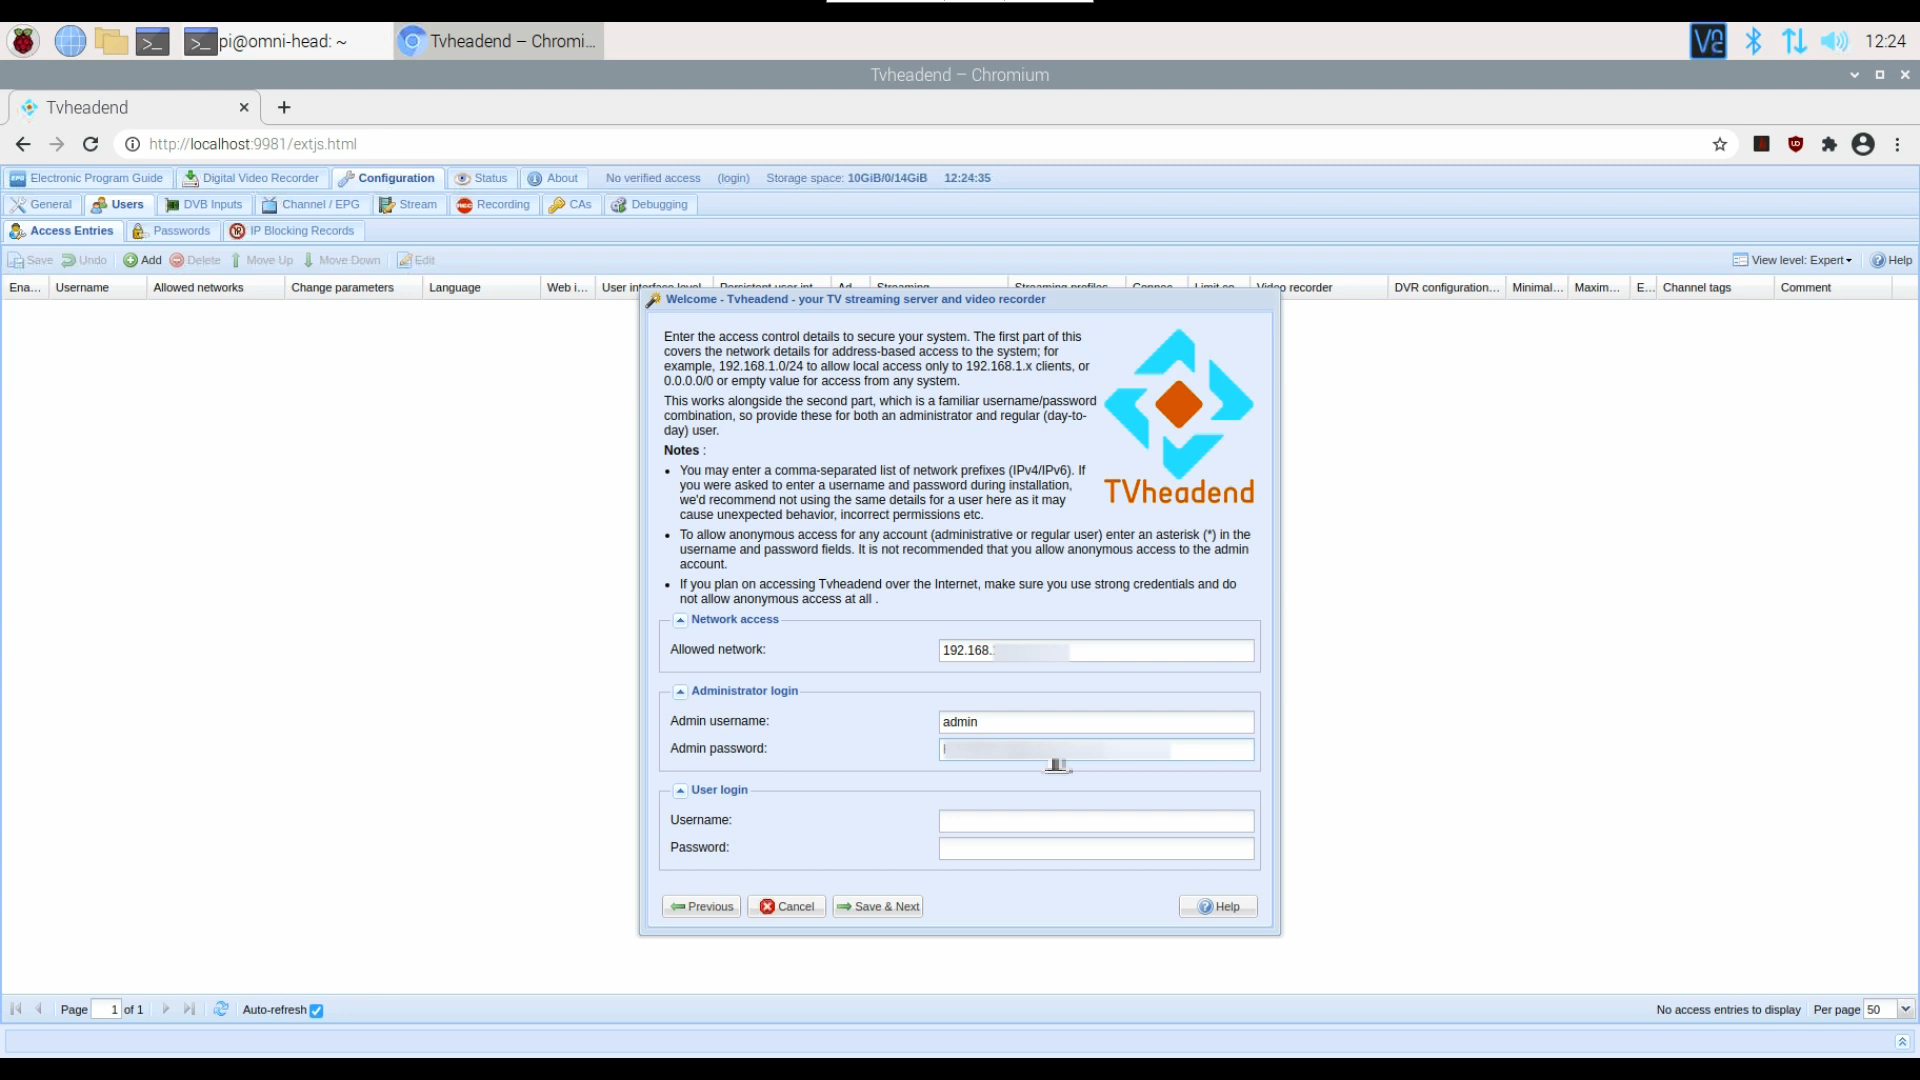 pi@omni-head: ~
Tvheadend – Chromi...
12:24
Tvheadend – Chromium
Tvheadend
http://localhost:9981/extjs.html
Electronic Program Guide
Digital Video Recorder
Configuration
Status
About
No verified access
(login)
Storage space: 10GiB/0/14GiB
12:24:35
General
Users
DVB Inputs
Channel / EPG
Stream
Recording
CAs
Debugging
Access Entries
Passwords
IP Blocking Records
Save
Undo
Add
Delete
Move Up
Move Down
Edit
View level: Expert
Help
Ena...
Username
Allowed networks
Change parameters
Language
Web i...
User interface level
Persistent user int...
Ad...
Streaming
Streaming profiles
Connec...
Limit co...
Video recorder
DVR configuration...
Minimal...
Maxim...
E...
Channel tags
Comment
Welcome - Tvheadend - your TV streaming server and video recorder
Enter the access control details to secure your system. The first part of this
covers the network details for address-based access to the system; for
example, 192.168.1.0/24 to allow local access only to 192.168.1.x clients, or
0.0.0.0/0 or empty value for access from any system.
This works alongside the second part, which is a familiar username/password
combination, so provide these for both an administrator and regular (day-to-
day) user.
Notes :
• You may enter a comma-separated list of network prefixes (IPv4/IPv6). If
you were asked to enter a username and password during installation,
we'd recommend not using the same details for a user here as it may
cause unexpected behavior, incorrect permissions etc.
• To allow anonymous access for any account (administrative or regular user) enter an asterisk (*) in the
username and password fields. It is not recommended that you allow anonymous access to the admin
account.
• If you plan on accessing Tvheadend over the Internet, make sure you use strong credentials and do
not allow anonymous access at all .
TVheadend
Network access
Allowed network:
192.168.
Administrator login
Admin username:
admin
Admin password:
User login
Username:
Password:
Previous
Cancel
Save & Next
Help
Page 1 of 1
Auto-refresh
No access entries to display
Per page 50